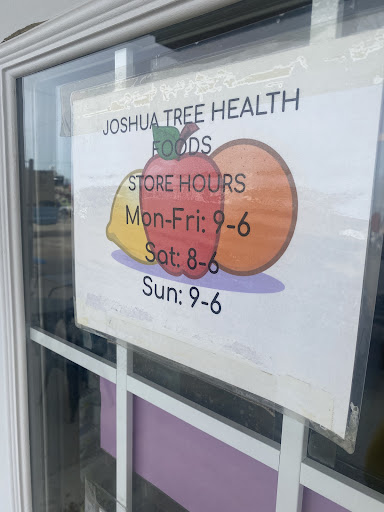 JOSHUA TREE HEALTH
FOODS
STORE HOURS
Mon-Fri: 9-6
Sat: 8-6
Sun: 9-6